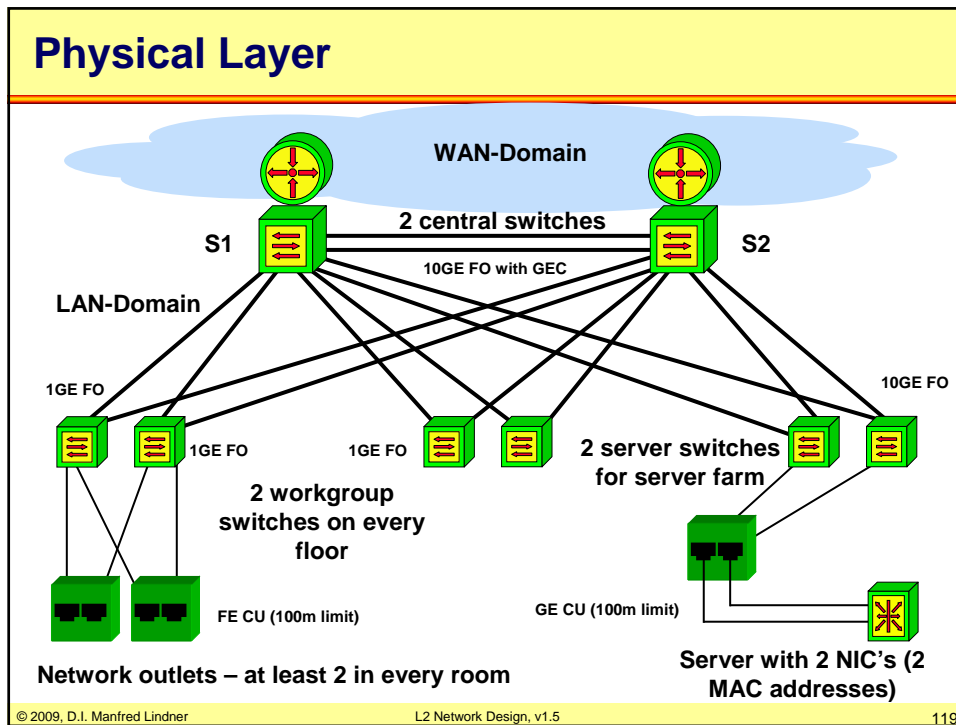 Physical Layer
WAN-Domain
2 central switches
S1
S2
10GE FO with GEC
LAN-Domain
1GE FO
10GE FO
1GE FO
1GE FO
2 server switches
for server farm
2 workgroup
switches on every
floor
FE CU (100m limit)
GE CU (100m limit)
Network outlets – at least 2 in every room
Server with 2 NIC's (2
MAC addresses)
© 2009, D.I. Manfred Lindner
L2 Network Design, v1.5
119